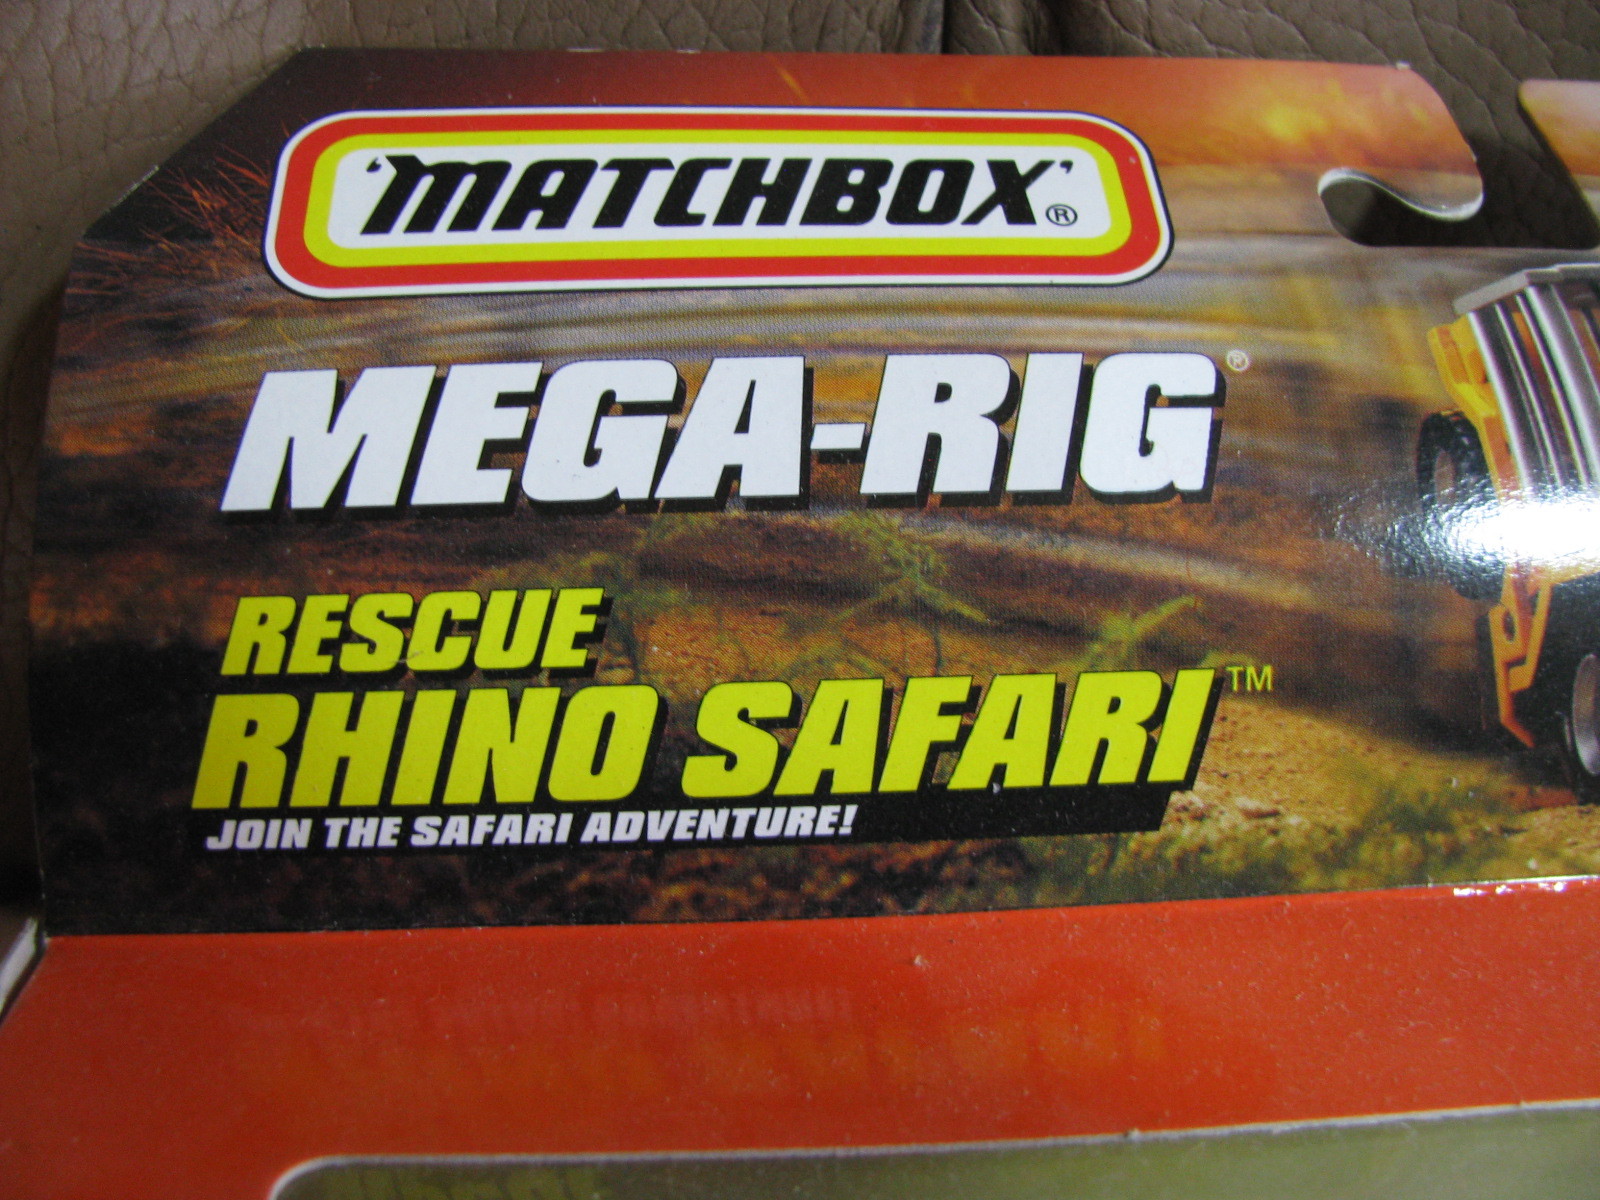 'MATCHBOX'®
MEGA-RIG®
RESCUE
RHINO SAFARI™
JOIN THE SAFARI ADVENTURE!